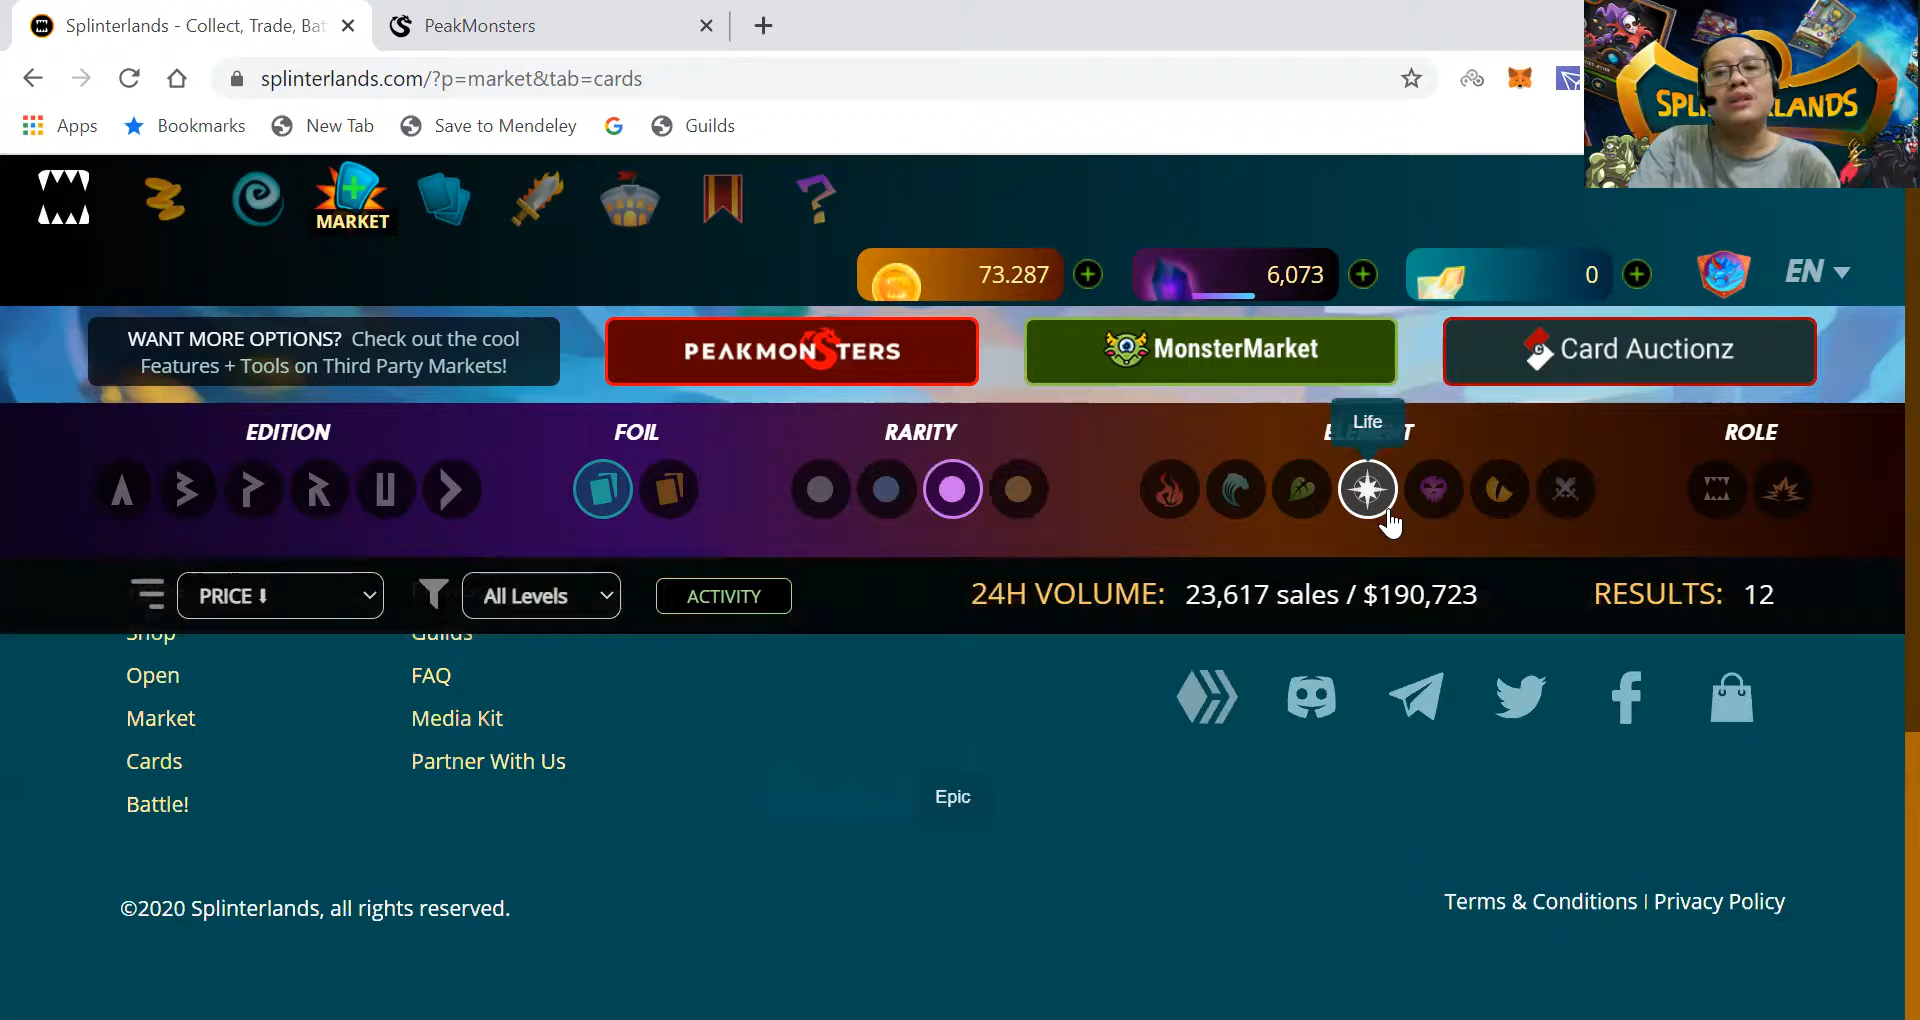 Splinterlands - Collect, Trade, Bat
PeakMonsters
splinterlands.com/?p=market&tab=cards
Apps
Bookmarks
New Tab
Save to Mendeley
Guilds
MARKET
73.287
6,073
0
EN
WANT MORE OPTIONS? Check out the cool
Features + Tools on Third Party Markets!
PEAKMONSTERS
MonsterMarket
Card Auctionz
EDITION
FOIL
RARITY
Life
ROLE
PRICE
All Levels
ACTIVITY
24H VOLUME: 23,617 sales / $190,723
RESULTS: 12
Shop
Guilds
Open
FAQ
Market
Media Kit
Cards
Partner With Us
Battle!
Epic
©2020 Splinterlands, all rights reserved.
Terms & Conditions | Privacy Policy